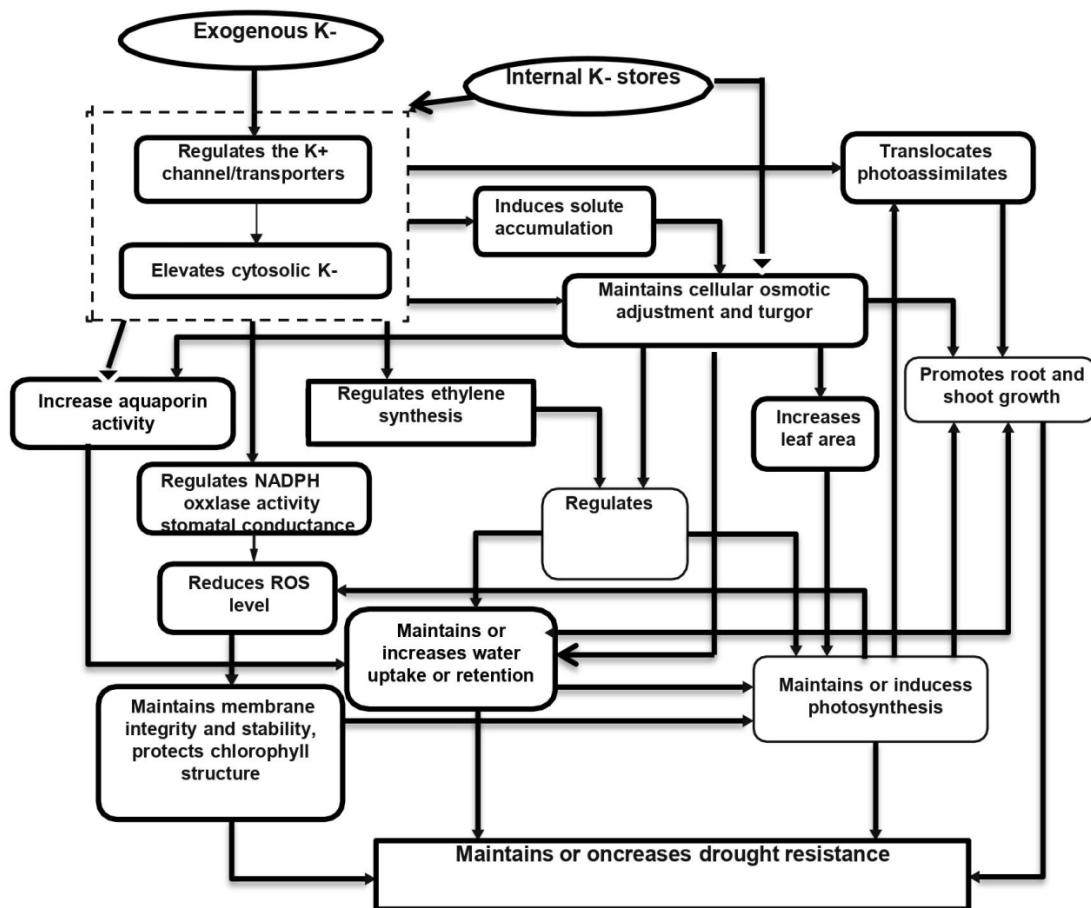 Exogenous K-
Internal K- stores
Regulates the K+
channel/transporters
Translocates
photoassimilates
Induces solute
accumulation
Elevates cytosolic K-
Maintains cellular osmotic
adjustment and turgor
Increase aquaporin
activity
Regulates ethylene
synthesis
Increases
leaf area
Promotes root and
shoot growth
Regulates NADPH
oxxlase activity
stomatal conductance
Regulates
Reduces ROS
level
Maintains or
increases water
uptake or retention
Maintains or inducess
photosynthesis
Maintains membrane
integrity and stability,
protects chlorophyll
structure
Maintains or oncreases drought resistance